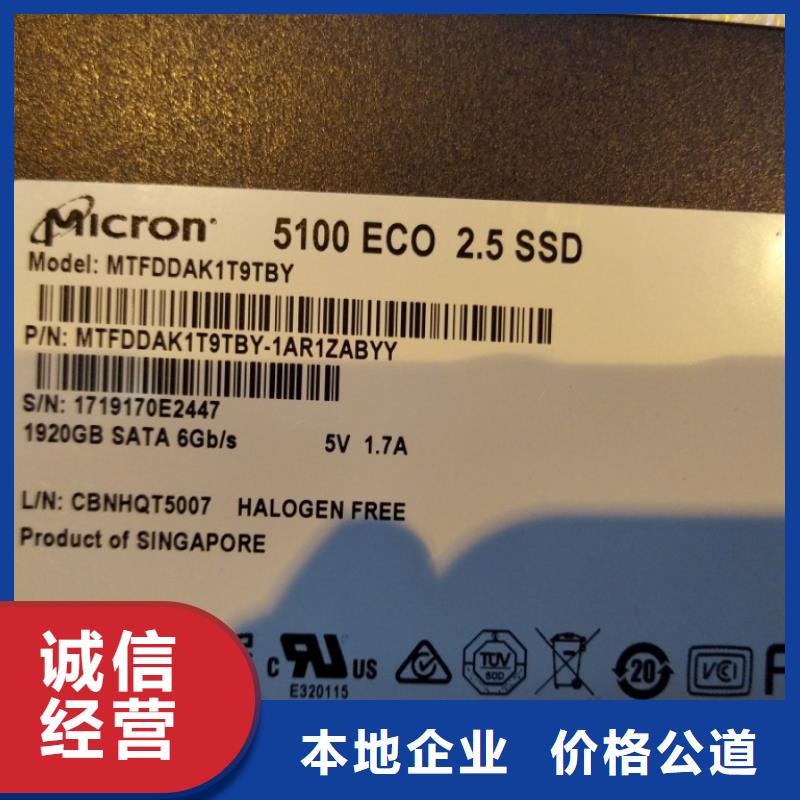 Micron 5100 ECO 2.5 SSD
Model: MTFDDAK1T9TBY
P/N: MTFDDAK1T9TBY-1AR1ZABYY
S/N: 1719170E2447
1920GB SATA 6Gb/s 5V 1.7A
L/N: CBNHQT5007 HALOGEN FREE
Product of SINGAPORE
C US
E320115
TÜV
SÜD
20
VCI
诚信
经营
本地企业 价格公道